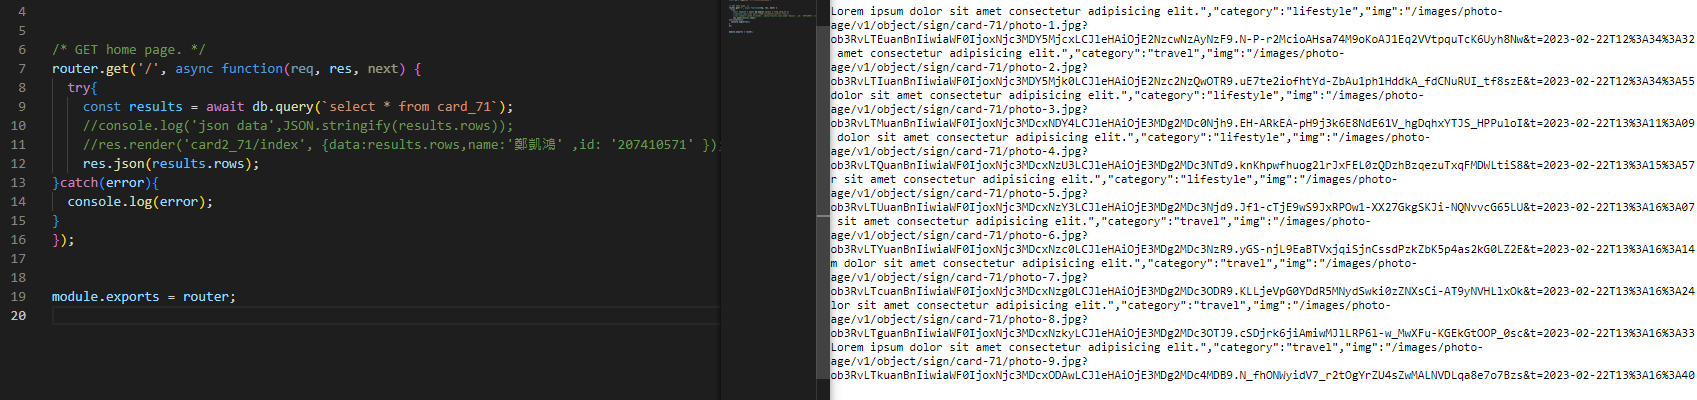 4
5
6 /* GET home page. */
7 router.get('/', async function(req, res, next) {
8 try{
9 const results = await db.query(`select * from card_71`);
10 //console.log('json data',JSON.stringify(results.rows));
11 //res.render('card2_71/index', {data:results.rows,name:'鄭凱鴻' ,id: '207410571' });
12 res.json(results.rows);
13 }catch(error){
14 console.log(error);
15 }
16 });
17
18
19 module.exports = router;
20
Lorem ipsum dolor sit amet consectetur adipisicing elit.","category":"lifestyle","img":"/images/photo-
age/v1/object/sign/card-71/photo-1.jpg?
ob3RvLTEuanBnIiwiaWF0IjoxNjc3MDY5MjcxLCJleHAiOjE2NzcwNzAyNzF9.N-P-r2McioAHsa74M9oKoAJ1Eq2VVtpquTcK6Uyh8Nw&t=2023-02-22T12%3A34%3A32
amet consectetur adipisicing elit.","category":"travel","img":"/images/photo-
age/v1/object/sign/card-71/photo-2.jpg?
ob3RvLTIuanBnIiwiaWF0IjoxNjc3MDY5Mjk0LCJleHAiOjE2Nzc2NzQwOTR9.uE7te2iofhtYd-ZbAu1ph1HddkA_fdCNuRUI_tf8szE&t=2023-02-22T12%3A34%3A55
dolor sit amet consectetur adipisicing elit.","category":"lifestyle","img":"/images/photo-
age/v1/object/sign/card-71/photo-3.jpg?
ob3RvLTMuanBnIiwiaWF0IjoxNjc3MDcxNDY4LCJleHAiOjE3MDg2MDc0Njh9.EH-ARkEA-pH9j3k6E8NdE61V_hgDqhxYTJS_HPPuloI&t=2023-02-22T13%3A11%3A09
dolor sit amet consectetur adipisicing elit.","category":"lifestyle","img":"/images/photo-
age/v1/object/sign/card-71/photo-4.jpg?
ob3RvLTQuanBnIiwiaWF0IjoxNjc3MDcxNzU3LCJleHAiOjE3MDg2MDc3NTd9.knKhpwfhuog2lrJxFEL0zQDzhBzqezuTxqFMDWLtiS8&t=2023-02-22T13%3A15%3A57
r sit amet consectetur adipisicing elit.","category":"lifestyle","img":"/images/photo-
age/v1/object/sign/card-71/photo-5.jpg?
ob3RvLTUuanBnIiwiaWF0IjoxNjc3MDcxNzY3LCJleHAiOjE3MDg2MDc3Njd9.Jf1-cTjE9wS9JxRPOw1-XX27GkgSKJi-NQNvvcG65LU&t=2023-02-22T13%3A16%3A07
sit amet consectetur adipisicing elit.","category":"travel","img":"/images/photo-
age/v1/object/sign/card-71/photo-6.jpg?
ob3RvLTYuanBnIiwiaWF0IjoxNjc3MDcxNzc0LCJleHAiOjE3MDg2MDc3NzR9.yGS-njL9EaBTVxjqiSjnCssdPzkZbK5p4as2kG0LZ2E&t=2023-02-22T13%3A16%3A14
m dolor sit amet consectetur adipisicing elit.","category":"travel","img":"/images/photo-
age/v1/object/sign/card-71/photo-7.jpg?
ob3RvLTcuanBnIiwiaWF0IjoxNjc3MDcxNzg0LCJleHAiOjE3MDg2MDc3ODR9.KLLjeVpG0YDdR5MNydSwki0zZNXsCi-AT9yNVHLlxOk&t=2023-02-22T13%3A16%3A24
lor sit amet consectetur adipisicing elit.","category":"travel","img":"/images/photo-
age/v1/object/sign/card-71/photo-8.jpg?
ob3RvLTguanBnIiwiaWF0IjoxNjc3MDcxNzkyLCJleHAiOjE3MDg2MDc3OTJ9.cSDjrk6jiAmiwMJlLRP6l-w_MwXFu-KGEkGtOOP_0sc&t=2023-02-22T13%3A16%3A33
Lorem ipsum dolor sit amet consectetur adipisicing elit.","category":"travel","img":"/images/photo-
age/v1/object/sign/card-71/photo-9.jpg?
ob3RvLTkuanBnIiwiaWF0IjoxNjc3MDcxODAwLCJleHAiOjE3MDg2MDc4MDB9.N_fhONWyidV7_r2tOgYrZU4sZwMALNVDLqa8e7o7Bzs&t=2023-02-22T13%3A16%3A40